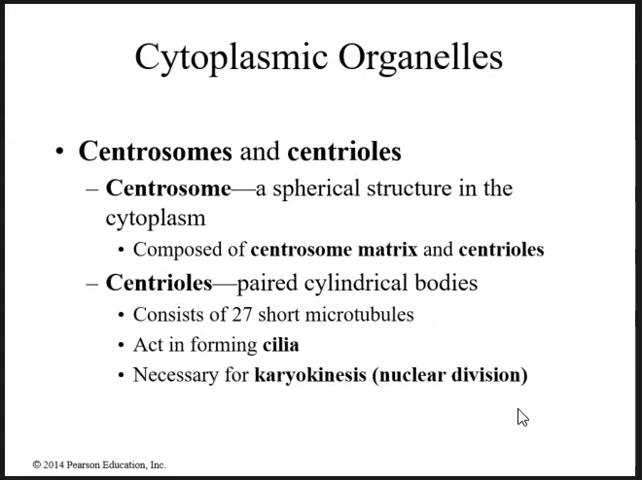 Cytoplasmic Organelles
• Centrosomes and centrioles
– Centrosome—a spherical structure in the
cytoplasm
• Composed of centrosome matrix and centrioles
– Centrioles—paired cylindrical bodies
• Consists of 27 short microtubules
• Act in forming cilia
• Necessary for karyokinesis (nuclear division)
© 2014 Pearson Education, Inc.